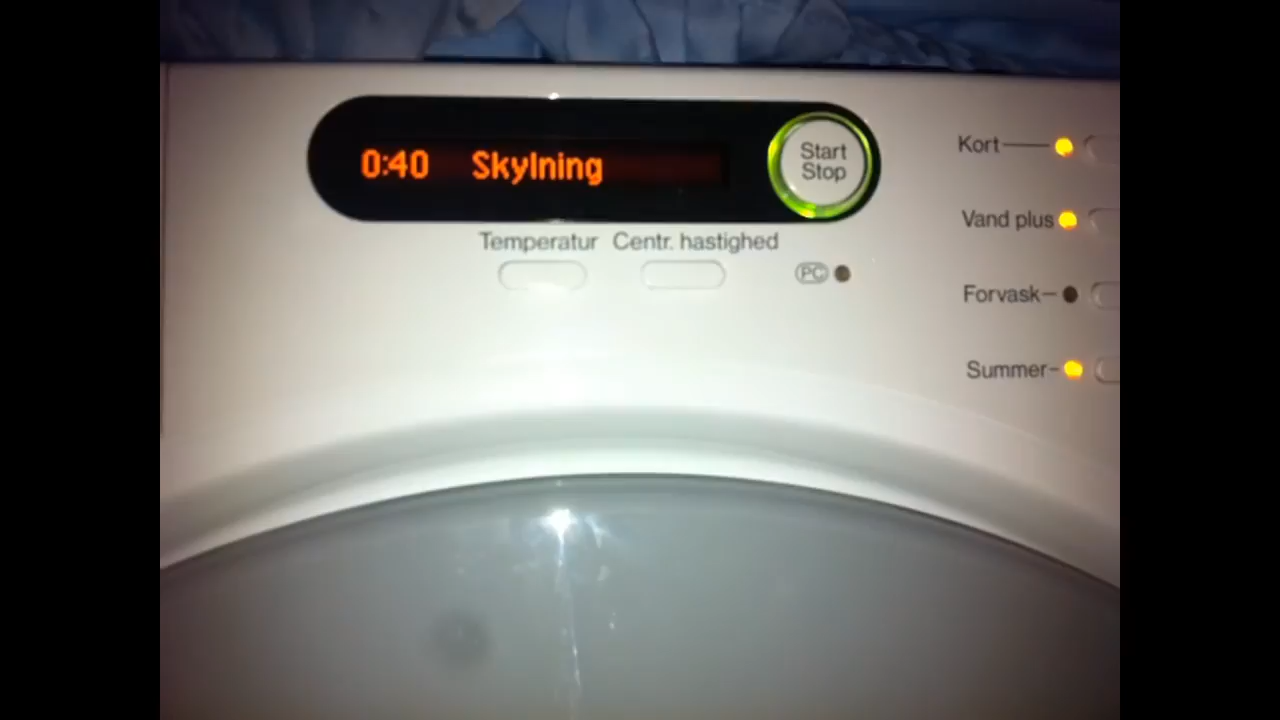 0:40 Skylning
Start
Stop
Temperatur
Centr. hastighed
PC
Kort
Vand plus
Forvask
Summer